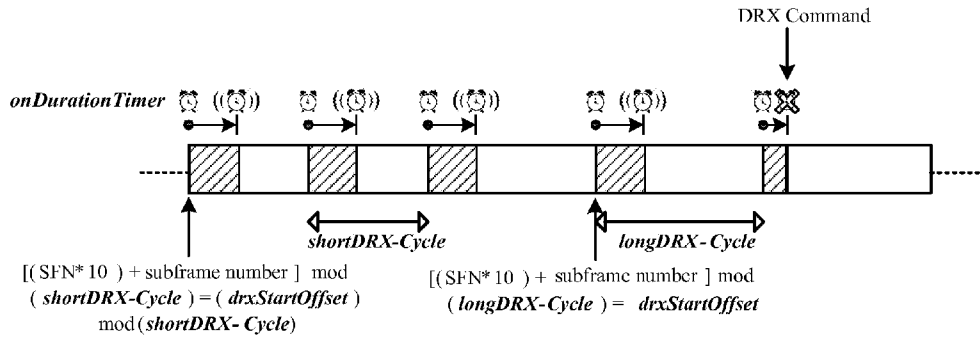 DRX Command
onDurationTimer
shortDRX-Cycle
longDRX-Cycle
[(SFN*10 ) + subframe number ] mod
( shortDRX-Cycle ) = ( drxStartOffset )
mod (shortDRX- Cycle)
[(SFN*10 ) + subframe number ] mod
( longDRX-Cycle ) = drxStartOffset